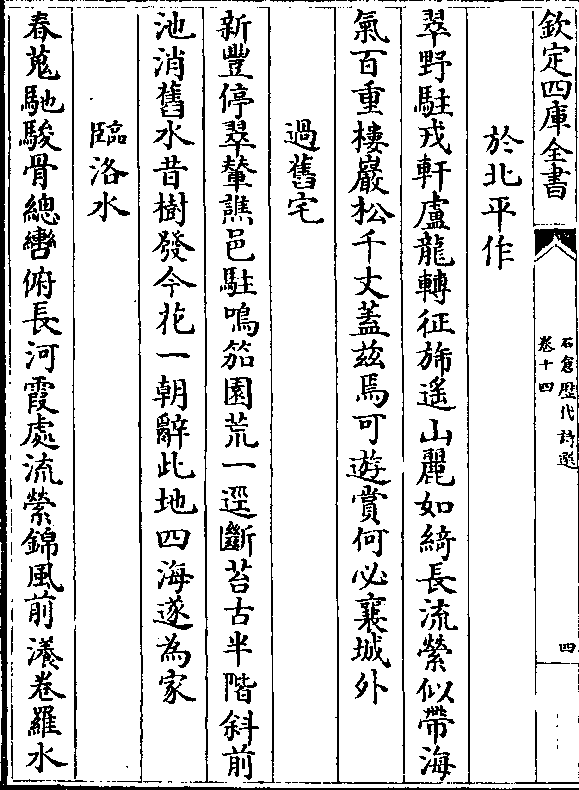 欽定四庫全書
石倉歷代詩選
卷十四
四
於北平作
翠野駐戎軒盧龍轉征斾遥山麗如綺長流縈似帶海
氣百重樓巖松千丈蓋兹焉可遊賞何必襄城外
過舊宅
新豐停翠輦譙邑駐鳴笳園荒一逕斷苔古半階斜前
池消舊水昔樹發今花一朝辭此地四海遂為家
臨洛水
春蒐馳駿骨總轡俯長河霞處流縈錦風前漾卷羅水